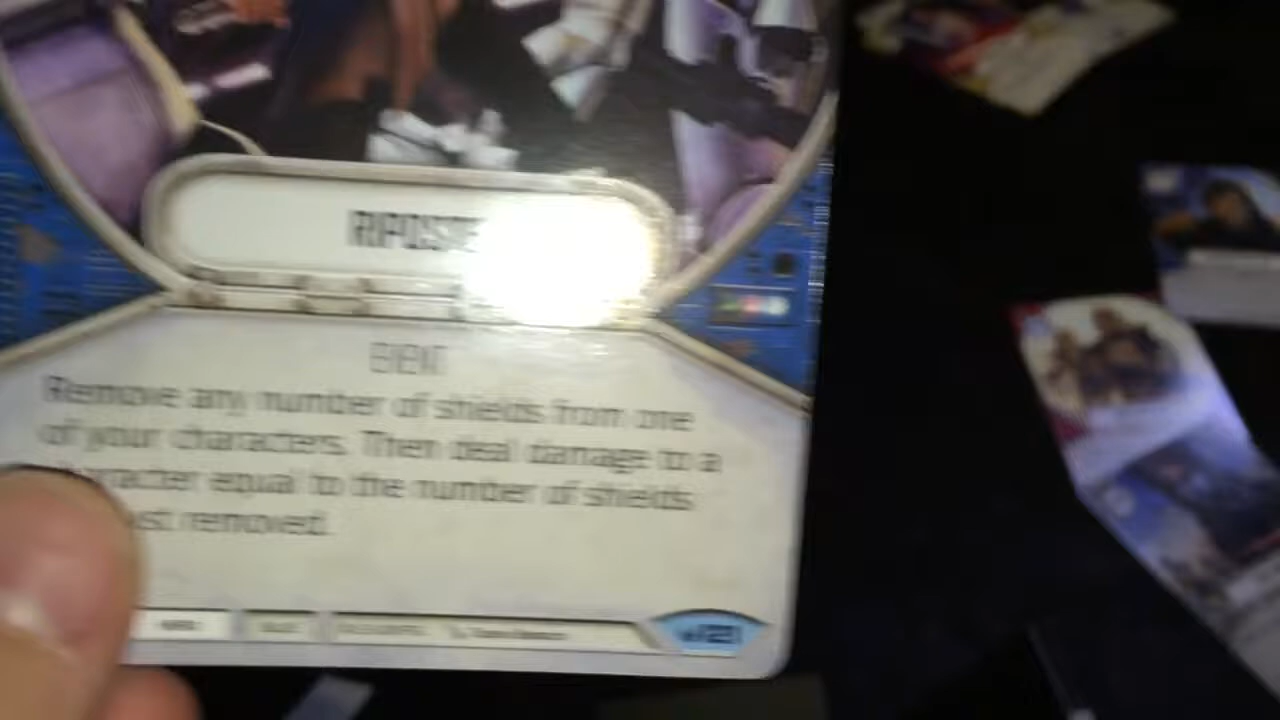 RIPOSTE
EVENT
Remove any number of shields from one
of your characters. Then deal damage to a
equal to the number of shields
removed.